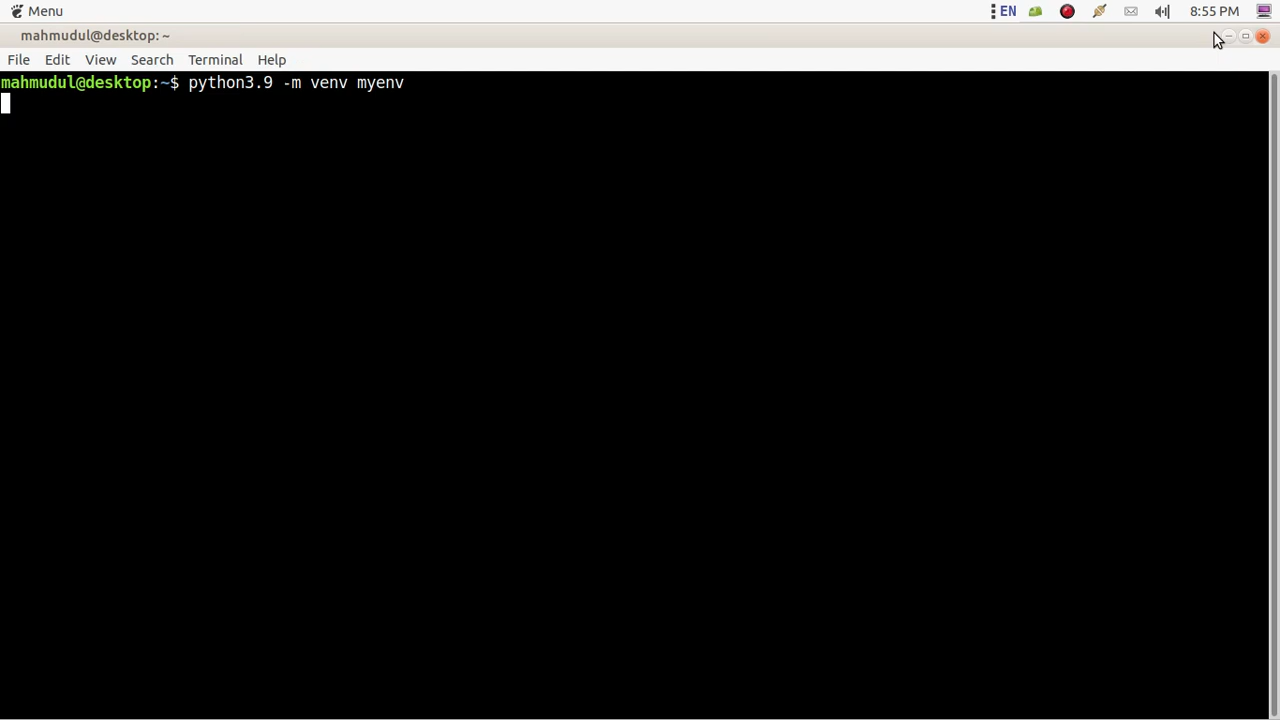 Menu
EN
8:55 PM
mahmudul@desktop: ~
File Edit View Search Terminal Help
mahmudul@desktop:~$ python3.9 -m venv myenv